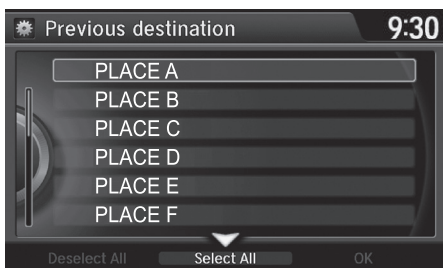 Previous destination 9:30
PLACE A
PLACE B
PLACE C
PLACE D
PLACE E
PLACE F
Deselect All Select All OK